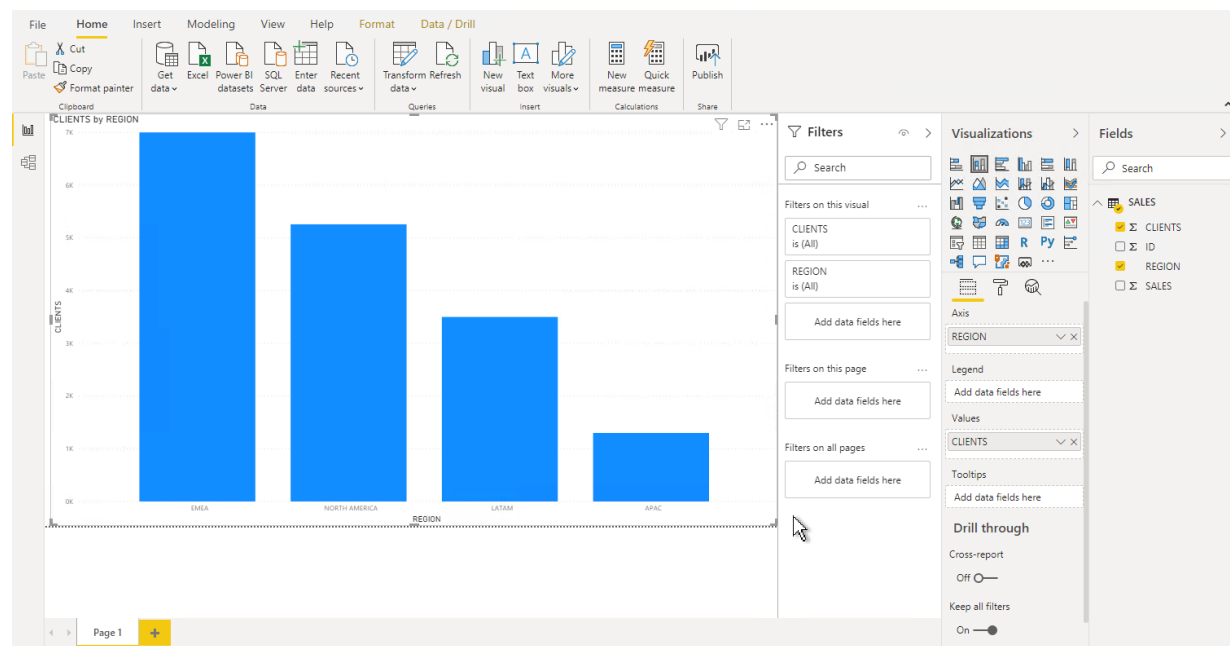 File Home Insert Modeling View Help Format Data / Drill
Paste
Cut
Copy
Format painter
Clipboard
Get data
Excel
Power BI datasets
SQL Server
Enter data
Recent sources
Data
Transform data
Refresh
Queries
New visual
Text box
More visuals
Insert
New measure
Quick measure
Calculations
Publish
Share
CLIENTS by REGION
7K
6K
5K
4K
3K
2K
1K
0K
CLIENTS
EMEA NORTH AMERICA LATAM APAC
REGION
Filters
Search
Filters on this visual ...
CLIENTS
is (All)
REGION
is (All)
Add data fields here
Filters on this page ...
Add data fields here
Filters on all pages ...
Add data fields here
Visualizations
R Py
...
Axis
REGION
Legend
Add data fields here
Values
CLIENTS
Tooltips
Add data fields here
Drill through
Cross-report
Off
Keep all filters
On
Fields
Search
SALES
Σ CLIENTS
Σ ID
REGION
Σ SALES
Page 1 +